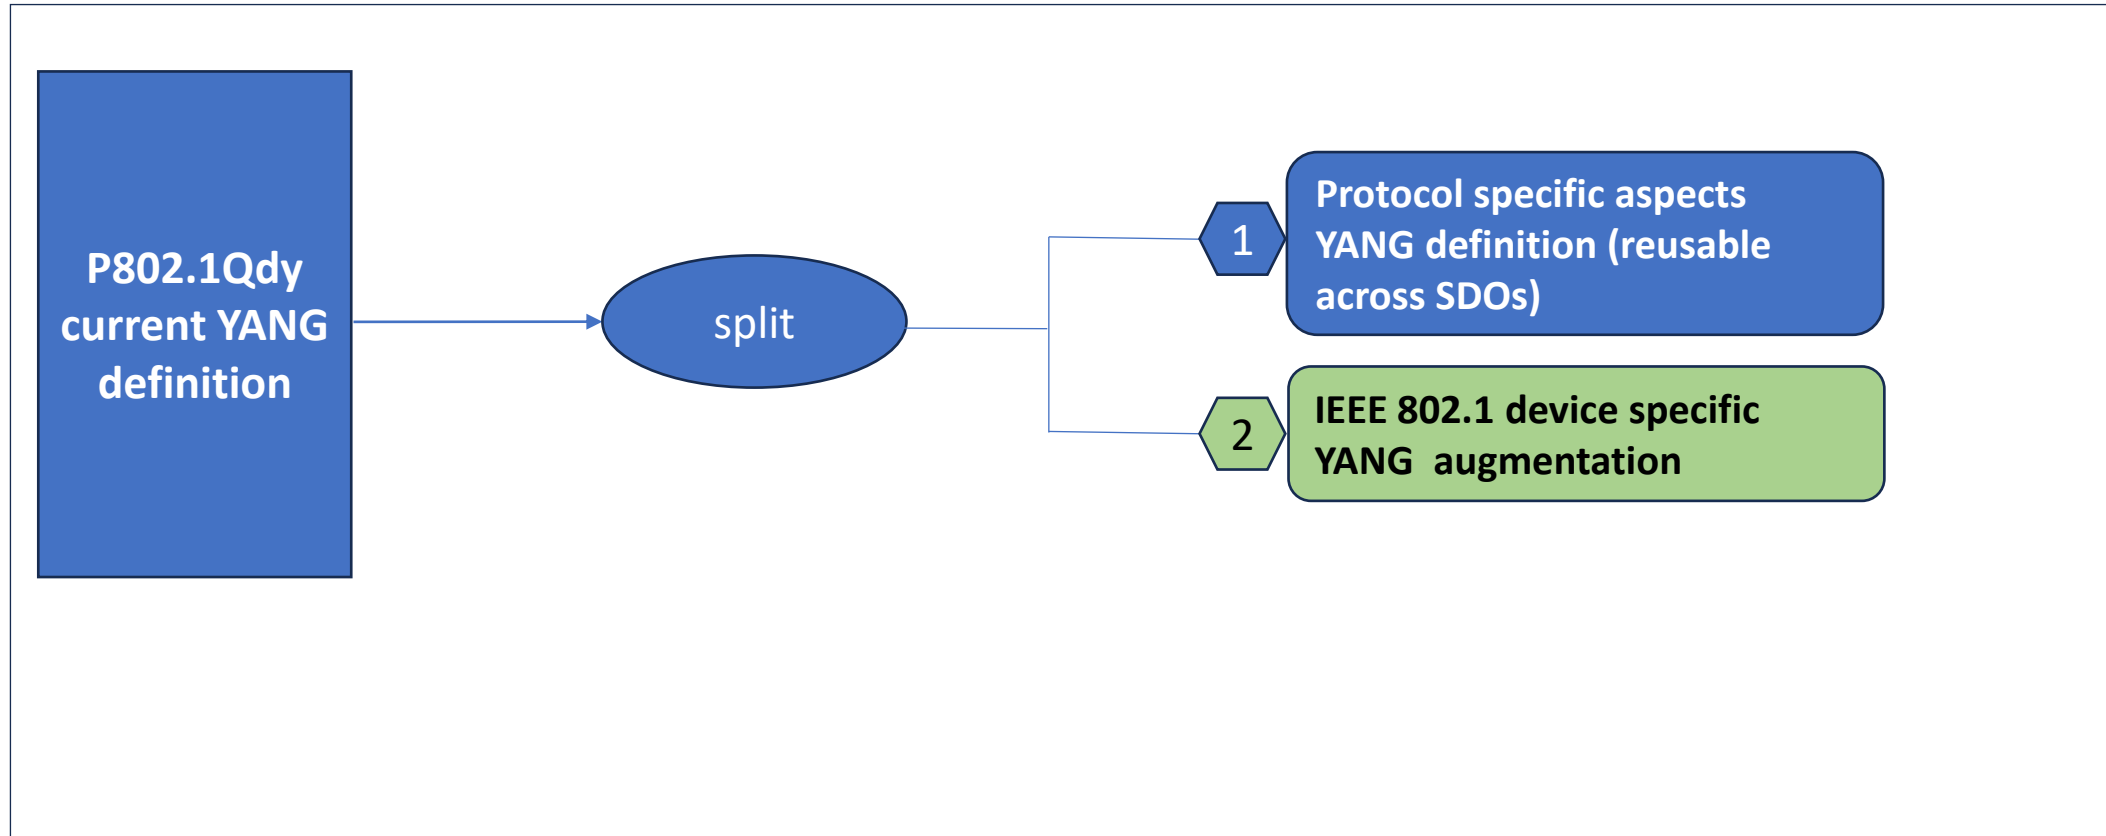 P802.1Qdy
current YANG
definition
split
1
Protocol specific aspects
YANG definition (reusable
across SDOs)
2
IEEE 802.1 device specific
YANG  augmentation